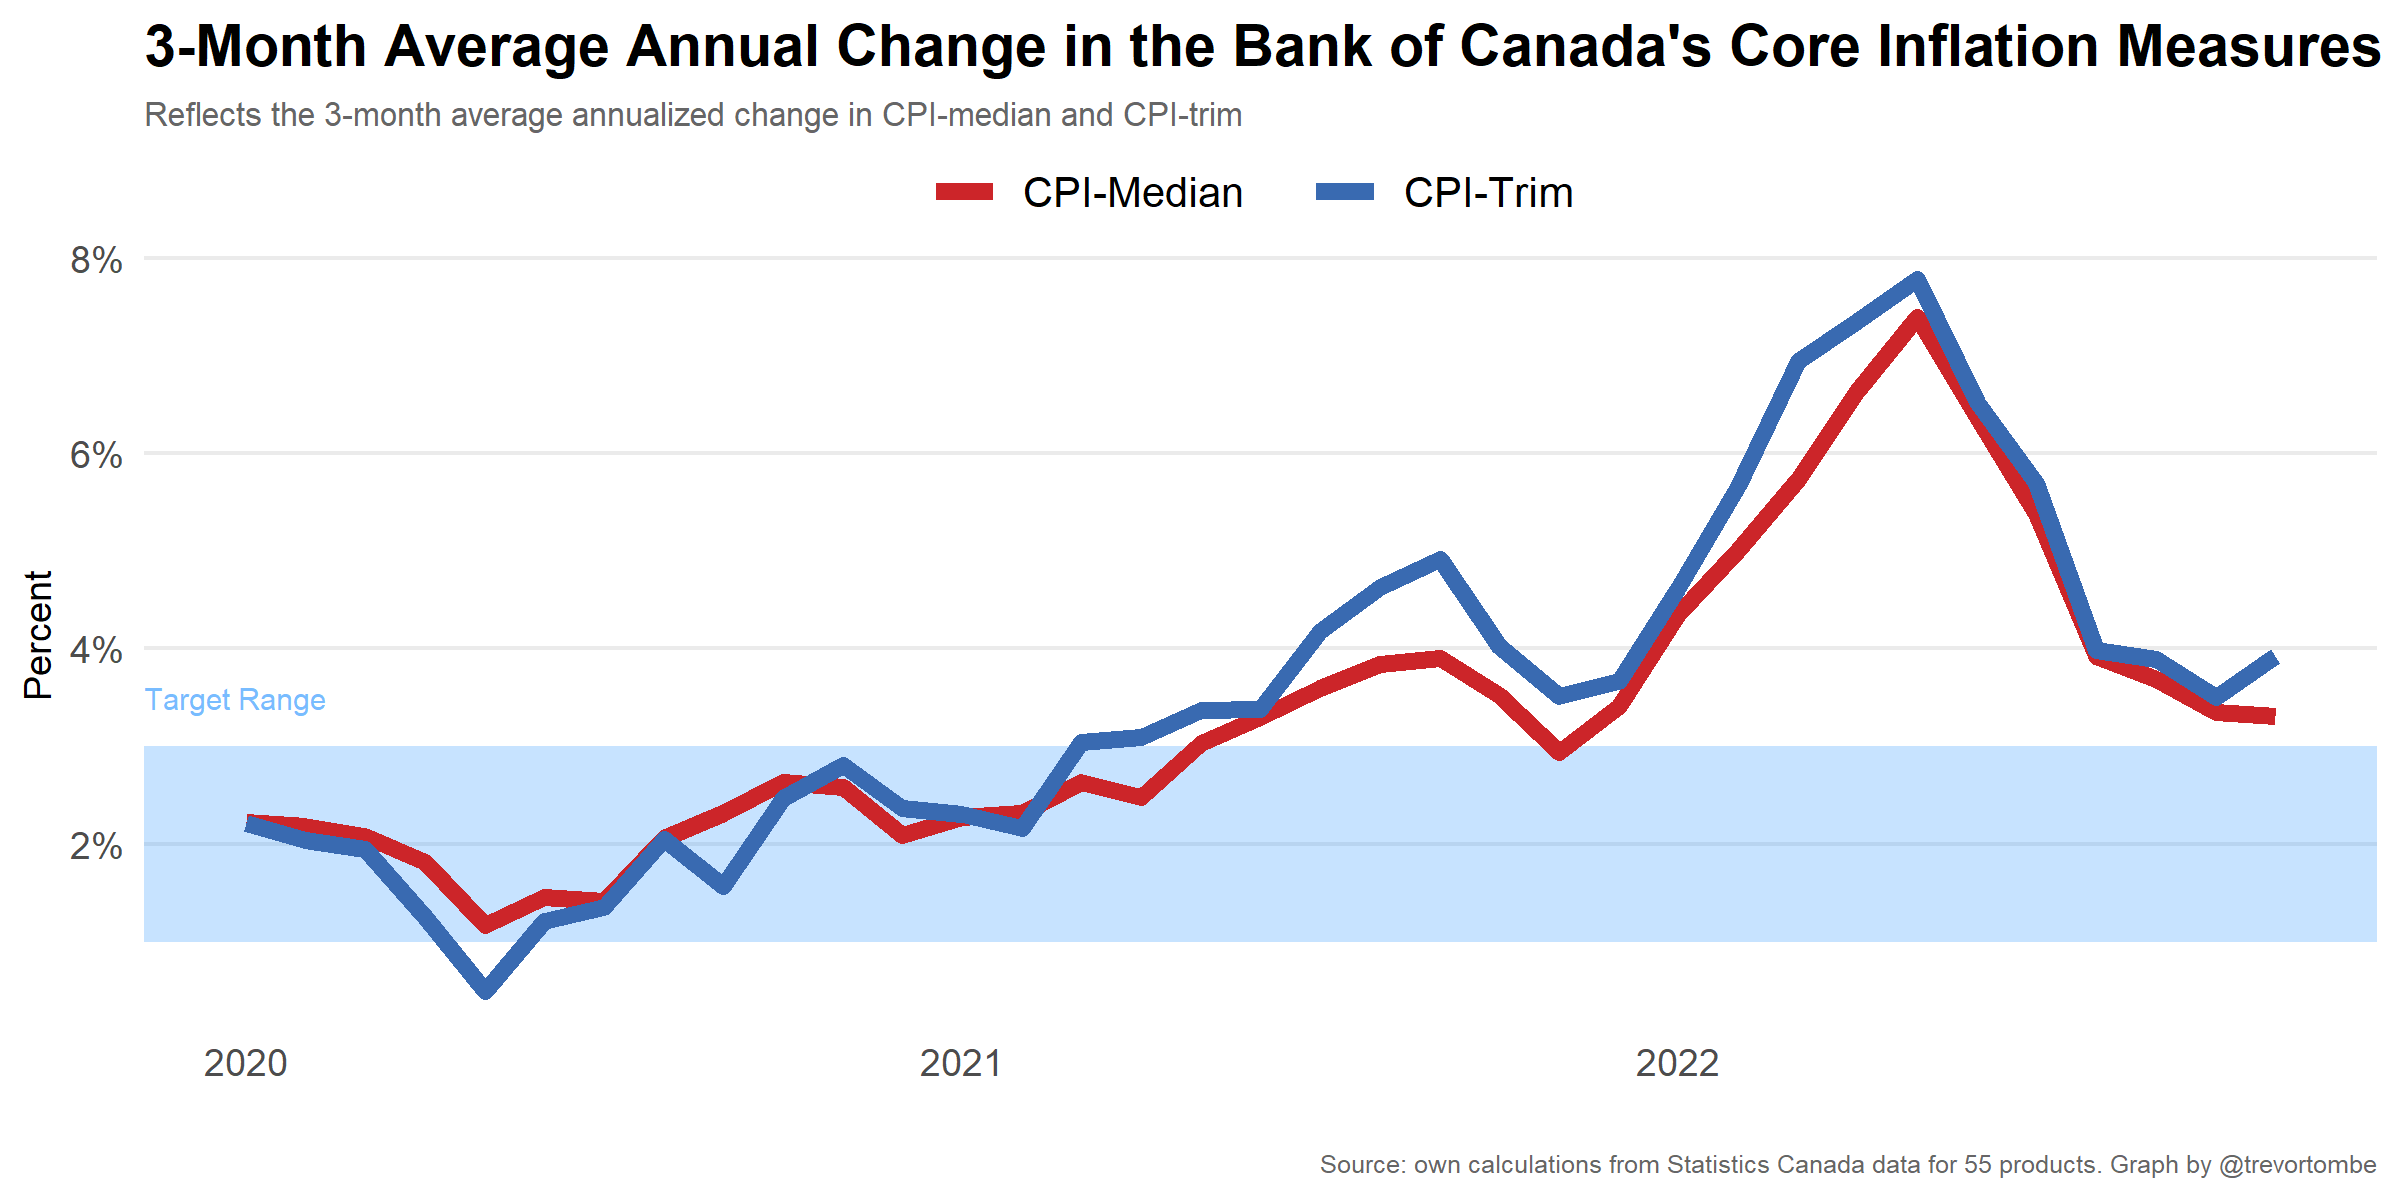 3-Month Average Annual Change in the Bank of Canada's Core Inflation Measures
Reflects the 3-month average annualized change in CPI-median and CPI-trim
CPI-Median
CPI-Trim
8%
6%
4%
2%
Percent
Target Range
2020
2021
2022
Source: own calculations from Statistics Canada data for 55 products. Graph by @trevortombe